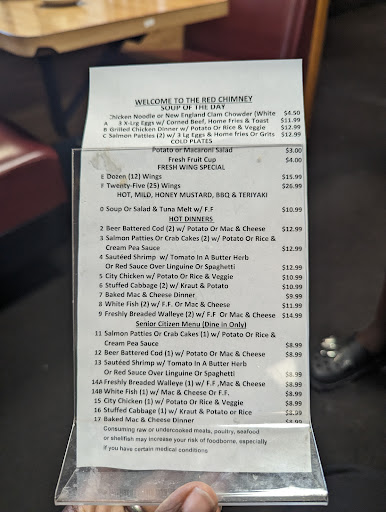 WELCOME TO THE RED CHIMNEY
SOUP OF THE DAY
Chicken Noodle or New England Clam Chowder (White $4.50
A 3 X-Lrg Eggs w/ Corned Beef, Home fries & Toast $11.99
B Grilled Chicken Dinner w/ Potato Or Rice & Veggie $12.99
C Salmon Patties (2) w/ 3 Lg Eggs & Home fries Or Grits $12.99
COLD PLATES
Potato or Macaroni Salad $3.00
Fresh Fruit Cup $4.00
FRESH WING SPECIAL
E Dozen (12) Wings $15.99
F Twenty-Five (25) Wings $26.99
HOT, MILD, HONEY MUSTARD, BBQ & TERIYAKI
0 Soup Or Salad & Tuna Melt w/ F.F $10.99
HOT DINNERS
2 Beer Battered Cod (2) w/ Potato Or Mac & Cheese $12.99
3 Salmon Patties Or Crab Cakes (2) w/ Potato Or Rice &
Cream Pea Sauce $12.99
4 Sautéed Shrimp w/ Tomato In A Butter Herb
Or Red Sauce Over Linguine Or Spaghetti $12.99
5 City Chicken w/ Potato Or Rice & Veggie $10.99
6 Stuffed Cabbage (2) w/ Kraut & Potato $10.99
7 Baked Mac & Cheese Dinner $9.99
8 White Fish (2) w/ F.F Or Mac & Cheese $11.99
9 Freshly Breaded Walleye (2) w/ F.F Or Mac & Cheese $14.99
Senior Citizen Menu (Dine in Only)
11 Salmon Patties Or Crab Cakes (1) w/ Potato Or Rice &
Cream Pea Sauce $8.99
12 Beer Battered Cod (1) w/ Potato Or Mac & Cheese $8.99
13 Sautéed Shrimp w/ Tomato In A Butter Herb
Or Red Sauce Over Linguine Or Spaghetti $8.99
14A Freshly Breaded Walleye (1) w/ F.F ,Mac & Cheese $8.99
14B White Fish (1) w/ Mac & Cheese Or F.F. $8.99
15 City Chicken (1) w/ Potato Or Rice & Veggie $8.99
16 Stuffed Cabbage (1) w/ Kraut & Potato or Rice $8.99
17 Baked Mac & Cheese Dinner $8.99
Consuming raw or undercooked meats, poultry, seafood
or shellfish may increase your risk of foodborne, especially
if you have certain medical conditions